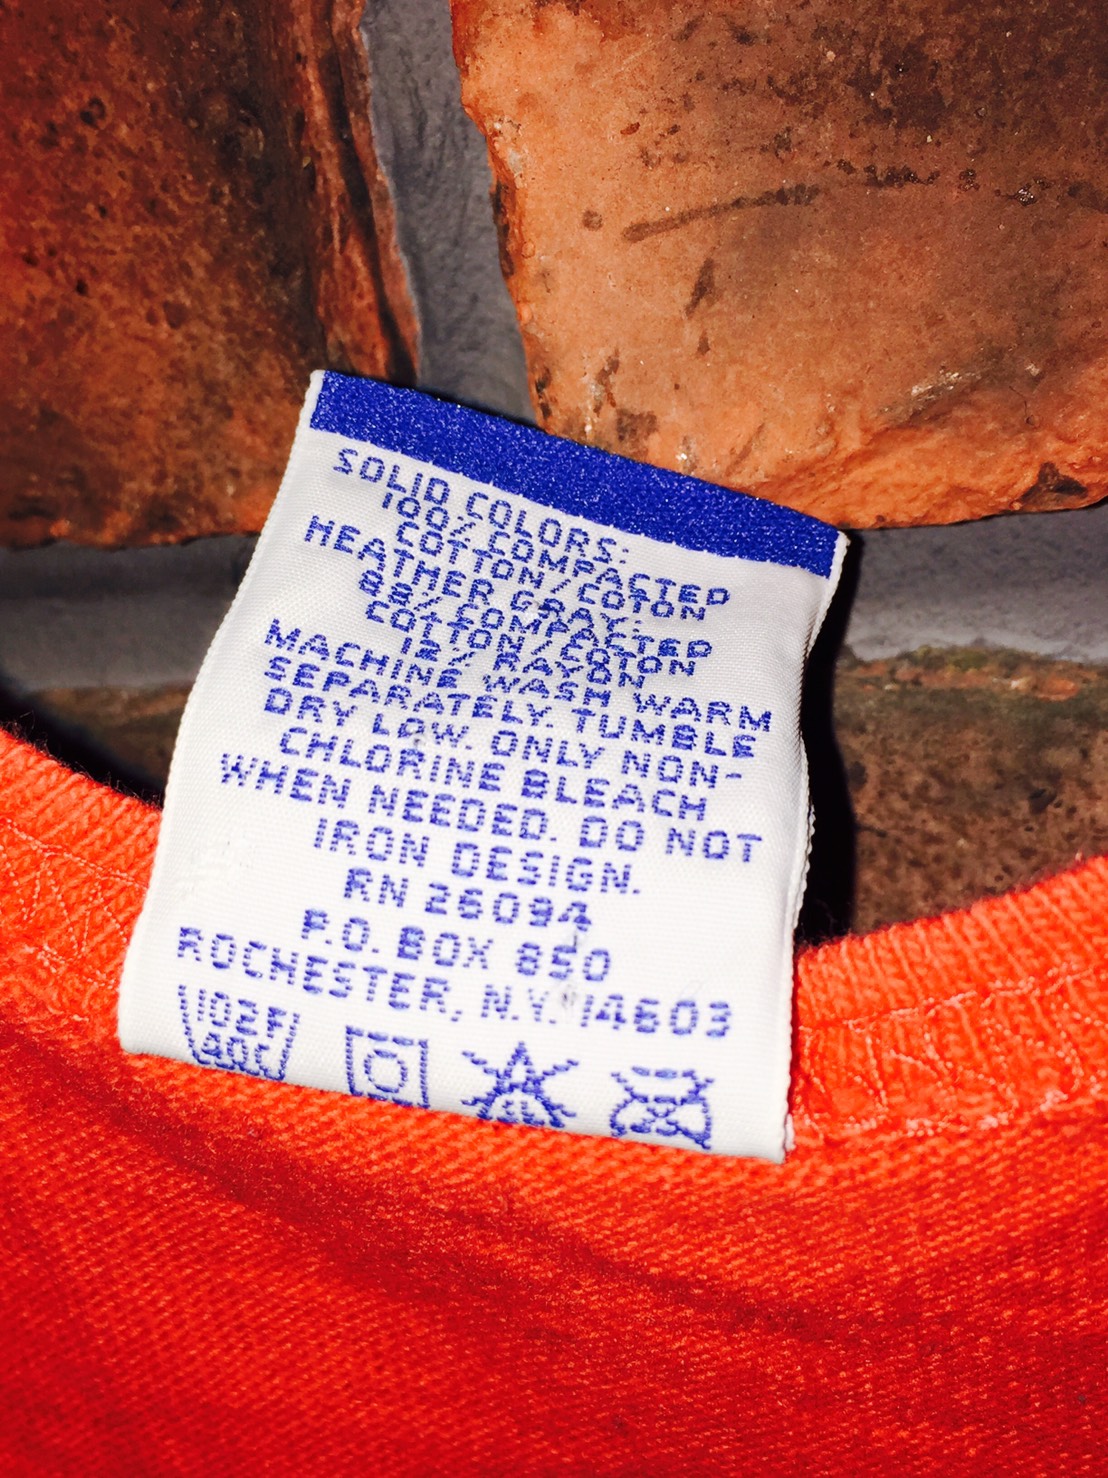 SOLID COLORS:
100% COMPACTED
COTTON/COTON
HEATHER GRAY:
88% COMPACTED
COTTON/COTON
12% RAYON
MACHINE WASH WARM
SEPARATELY. TUMBLE
DRY LOW. ONLY NON-
CHLORINE BLEACH
WHEN NEEDED. DO NOT
IRON DESIGN.
RN 26094
P.O. BOX 850
ROCHESTER, N.Y. 14603
102F
40C